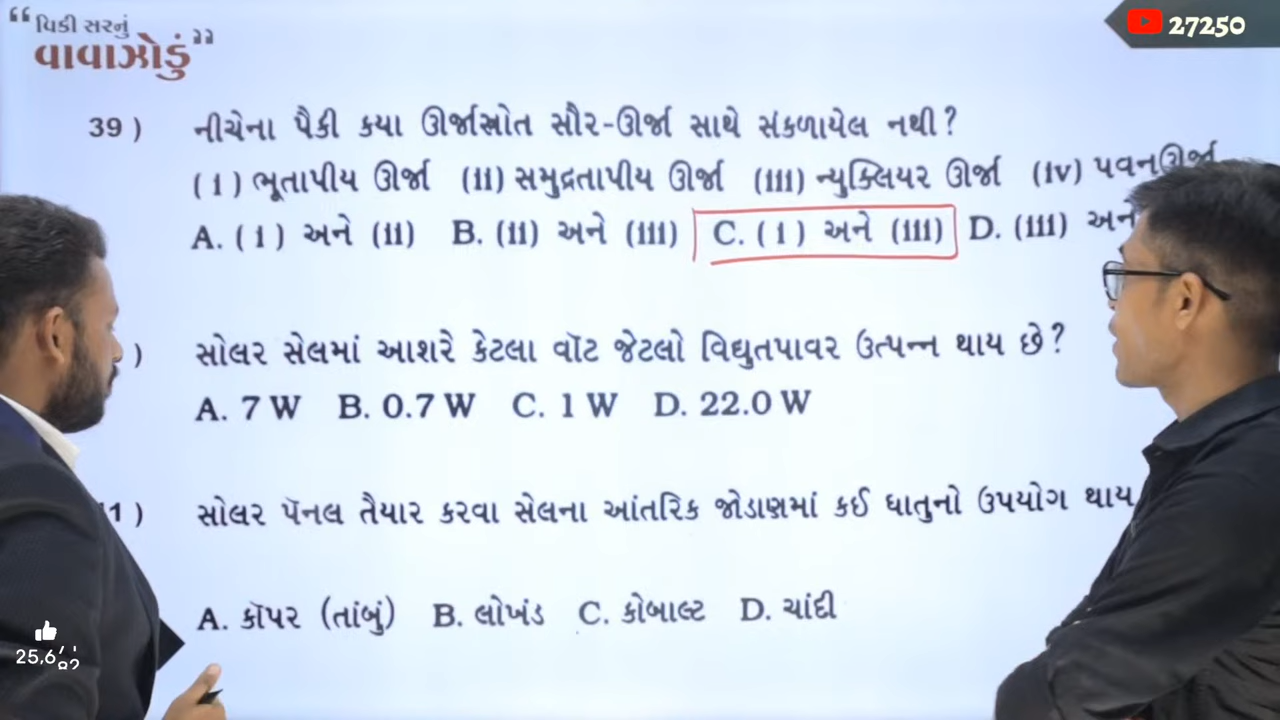 “વિકી સરનું
વાવાઝોડું”
27250
39 ) નીચેના પૈકી કયા ઊર્જાસ્રોત સૌર-ઊર્જા સાથે સંકળાયેલ નથી ?
(i) ભૂતાપીય ઊર્જા (ii) સમુદ્રતાપીય ઊર્જા (iii) ન્યુક્લિયર ઊર્જા (iv) પવનઊર્જા
A. (i) અને (ii) B. (ii) અને (iii) C. (i) અને (iii) D. (iii)
) સોલર સેલમાં આશરે કેટલા વૉટ જેટલો વિદ્યુતપાવર ઉત્પન્ન થાય છે ?
A. 7 W B. 0.7 W C. 1 W D. 22.0 W
1 ) સોલર પૅનલ તૈયાર કરવા સેલના આંતરિક જોડાણમાં કઈ ધાતુનો ઉપયોગ થાય
A. કૉપર (તાંબું) B. લોખંડ C. કોબાલ્ટ D. ચાંદી